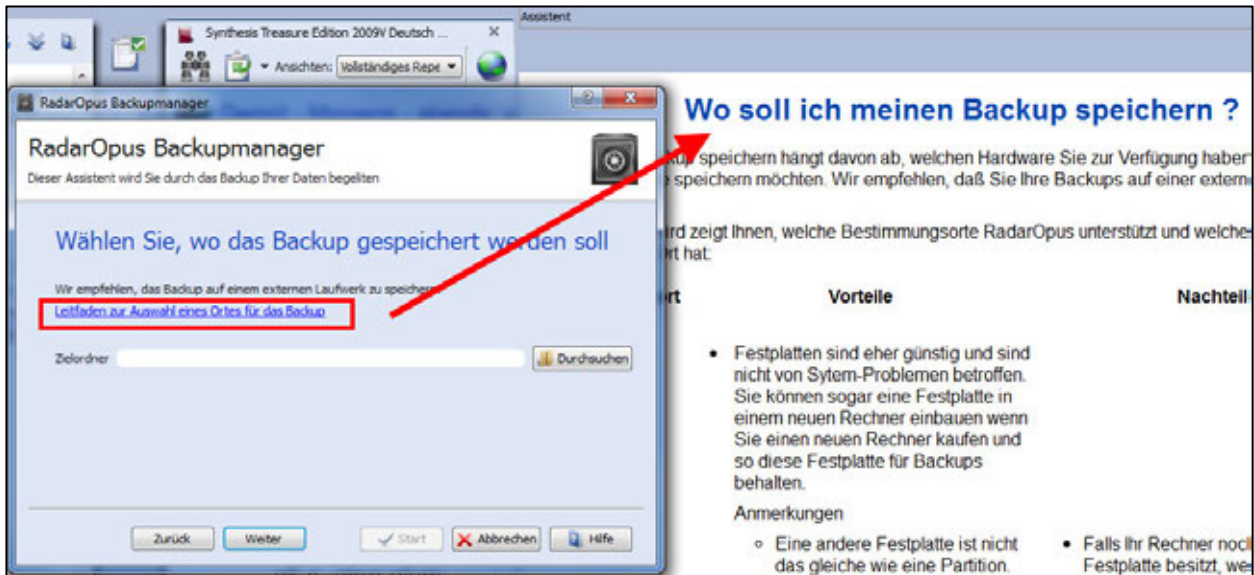 Assistent
Synthesis Treasure Edition 2009V Deutsch ...
Ansichten: Vollständiges Repe
RadarOpus Backupmanager
RadarOpus Backupmanager
Dieser Assistent wird Sie durch das Backup Ihrer Daten begeliten
Wählen Sie, wo das Backup gespeichert werden soll
Wir empfehlen, das Backup auf einem externen Laufwerk zu speichern
Leitfaden zur Auswahl eines Ortes für das Backup
Zielordner
Durchsuchen
Zurück
Weiter
Start
Abbrechen
Hilfe
Wo soll ich meinen Backup speichern ?
kup speichern hängt davon ab, welchen Hardware Sie zur Verfügung haben
e speichern möchten. Wir empfehlen, daß Sie Ihre Backups auf einer extern
ird zeigt Ihnen, welche Bestimmungsorte RadarOpus unterstützt und welche
rt hat:
rt Vorteile Nachteil
• Festplatten sind eher günstig und sind
nicht von Sytem-Problemen betroffen.
Sie können sogar eine Festplatte in
einem neuen Rechner einbauen wenn
Sie einen neuen Rechner kaufen und
so diese Festplatte für Backups
behalten.
Anmerkungen
○ Eine andere Festplatte ist nicht
das gleiche wie eine Partition.
• Falls Ihr Rechner noch
Festplatte besitzt, we